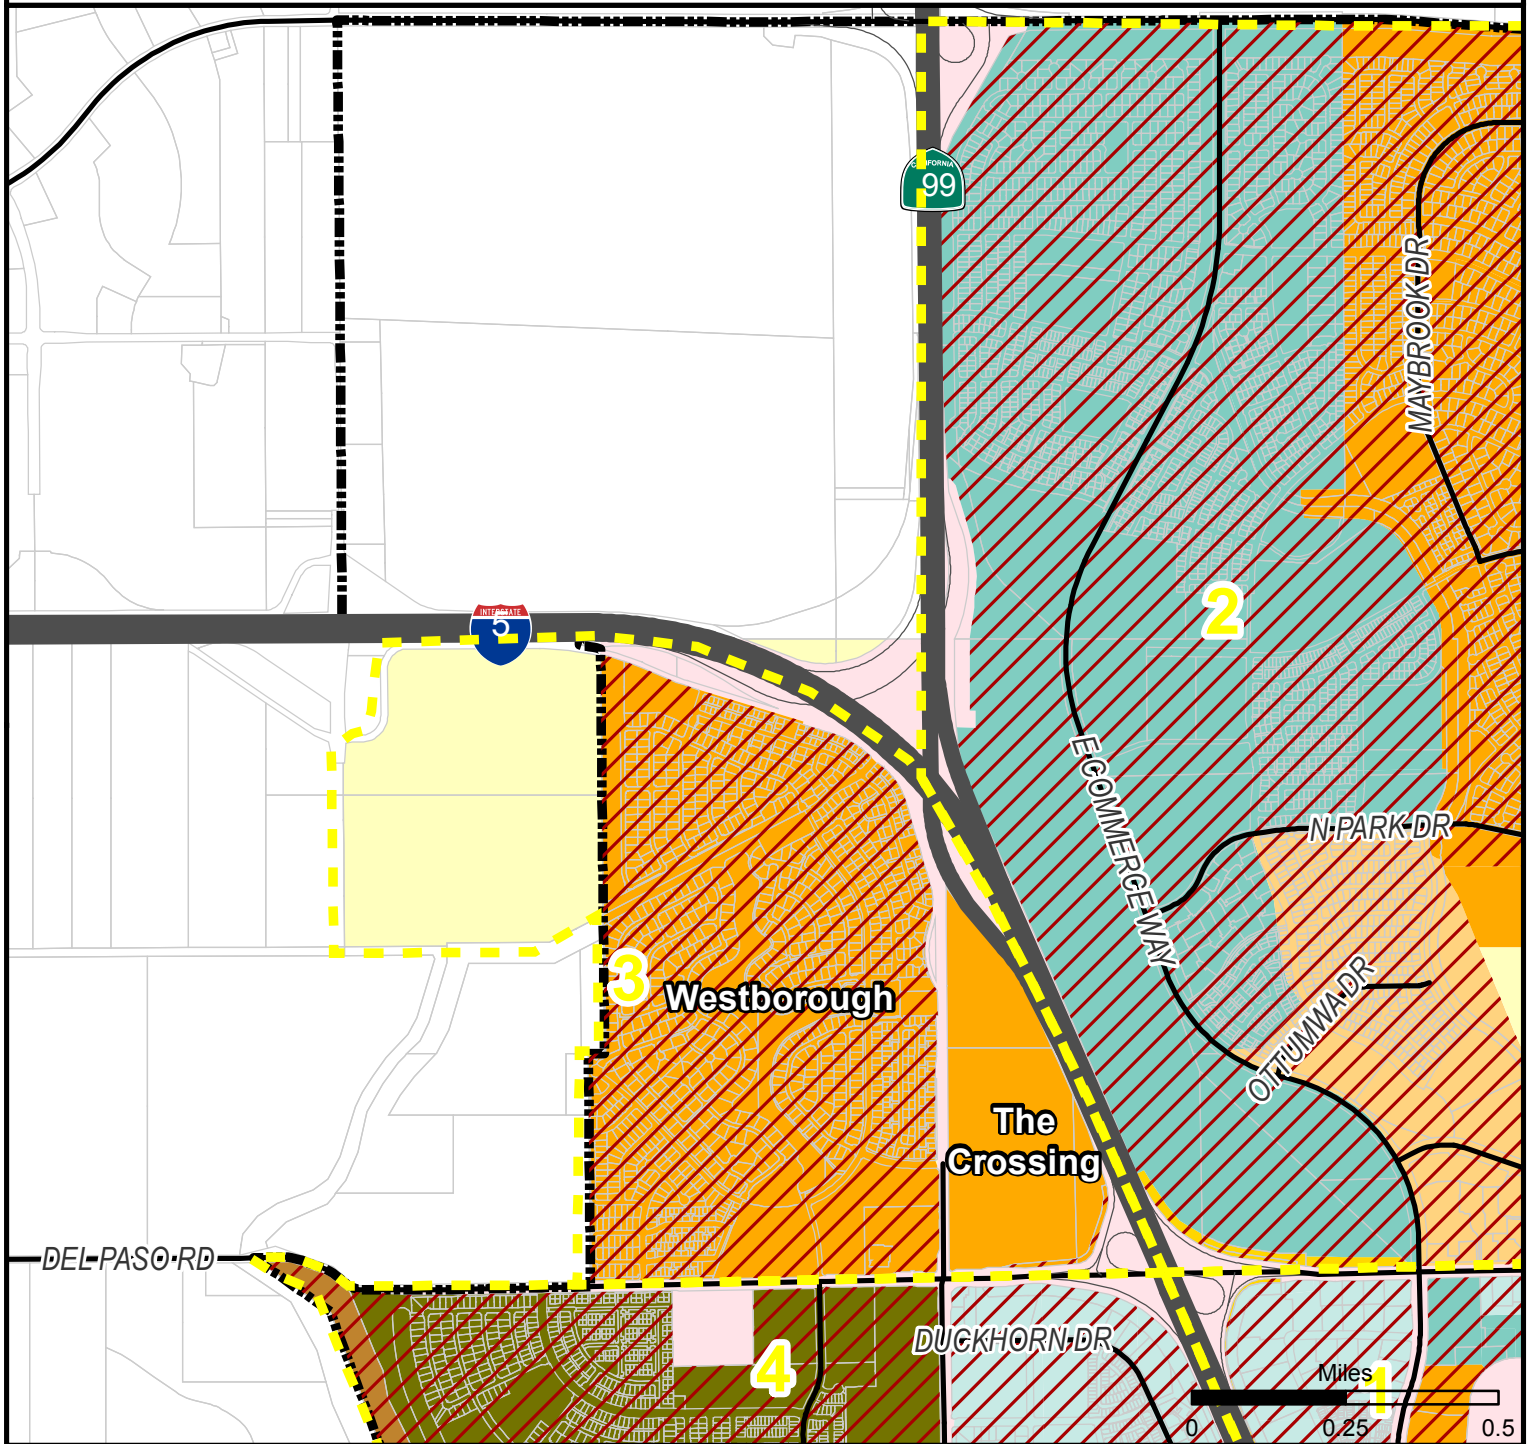 CALIFORNIA
99
MAYBROOK DR
2
INTERSTATE
5
E COMMERCE WAY
N PARK DR
3
Westborough
OTTUMWA DR
The
Crossing
DEL PASO RD
DUCKHORN DR
4
Miles
1
0 0.25 0.5